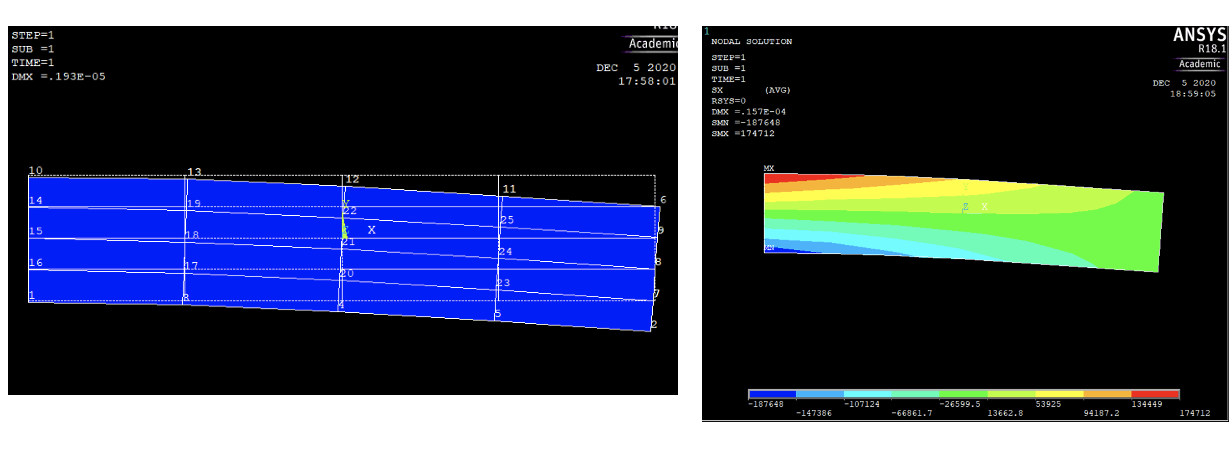 STEP=1
SUB =1
TIME=1
DMX =.193E-05
Academic
DEC 5 2020
17:58:01
10
13
12
11
6
14
19
22
25
9
15
18
X
21
24
8
16
17
20
23
7
1
3
4
5
2
1
NODAL SOLUTION
STEP=1
SUB =1
TIME=1
SX (AVG)
RSYS=0
DMX =.157E-04
SMN =-187648
SMX =174712
ANSYS
R18.1
Academic
DEC 5 2020
18:59:05
MX
X
MN
-187648
-147386
-107124
-66861.7
-26599.5
13662.8
53925
94187.2
134449
174712